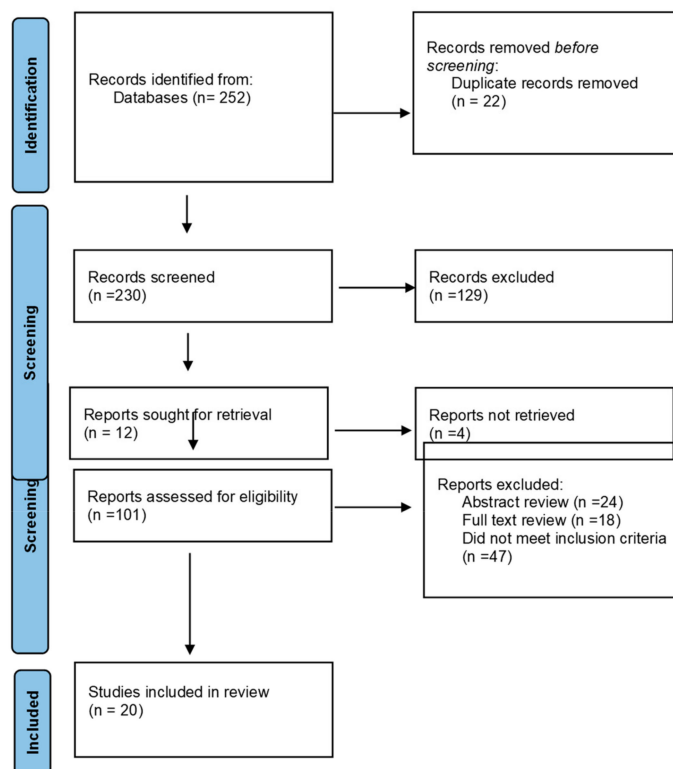 Identification
Records identified from:
Databases (n= 252)
Records removed before
screening:
Duplicate records removed
(n = 22)
Screening
Records screened
(n =230)
Records excluded
(n =129)
Reports sought for retrieval
(n = 12)
Reports not retrieved
(n =4)
Screening
Reports assessed for eligibility
(n =101)
Reports excluded:
Abstract review (n =24)
Full text review (n =18)
Did not meet inclusion criteria
(n =47)
Included
Studies included in review
(n = 20)